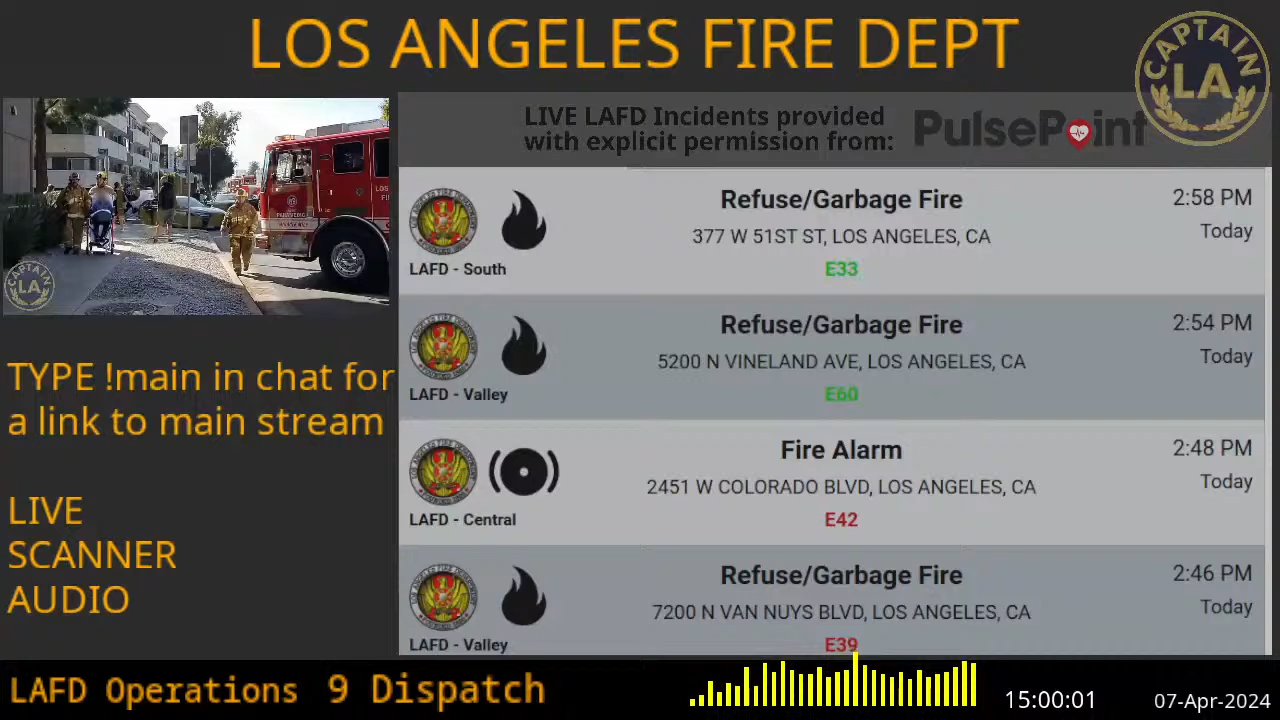 LOS ANGELES FIRE DEPT
CAPTAIN
LA
LIVE LAFD Incidents provided
with explicit permission from:
PulsePoint
Refuse/Garbage Fire
2:58 PM
377 W 51ST ST, LOS ANGELES, CA
Today
LAFD - South
E33
Refuse/Garbage Fire
2:54 PM
5200 N VINELAND AVE, LOS ANGELES, CA
Today
LAFD - Valley
E60
Fire Alarm
2:48 PM
2451 W COLORADO BLVD, LOS ANGELES, CA
Today
LAFD - Central
E42
Refuse/Garbage Fire
2:46 PM
7200 N VAN NUYS BLVD, LOS ANGELES, CA
Today
LAFD - Valley
E39
CAPTAIN
LA
TYPE !main in chat for
a link to main stream
LIVE
SCANNER
AUDIO
LAFD Operations 9 Dispatch
15:00:01
07-Apr-2024